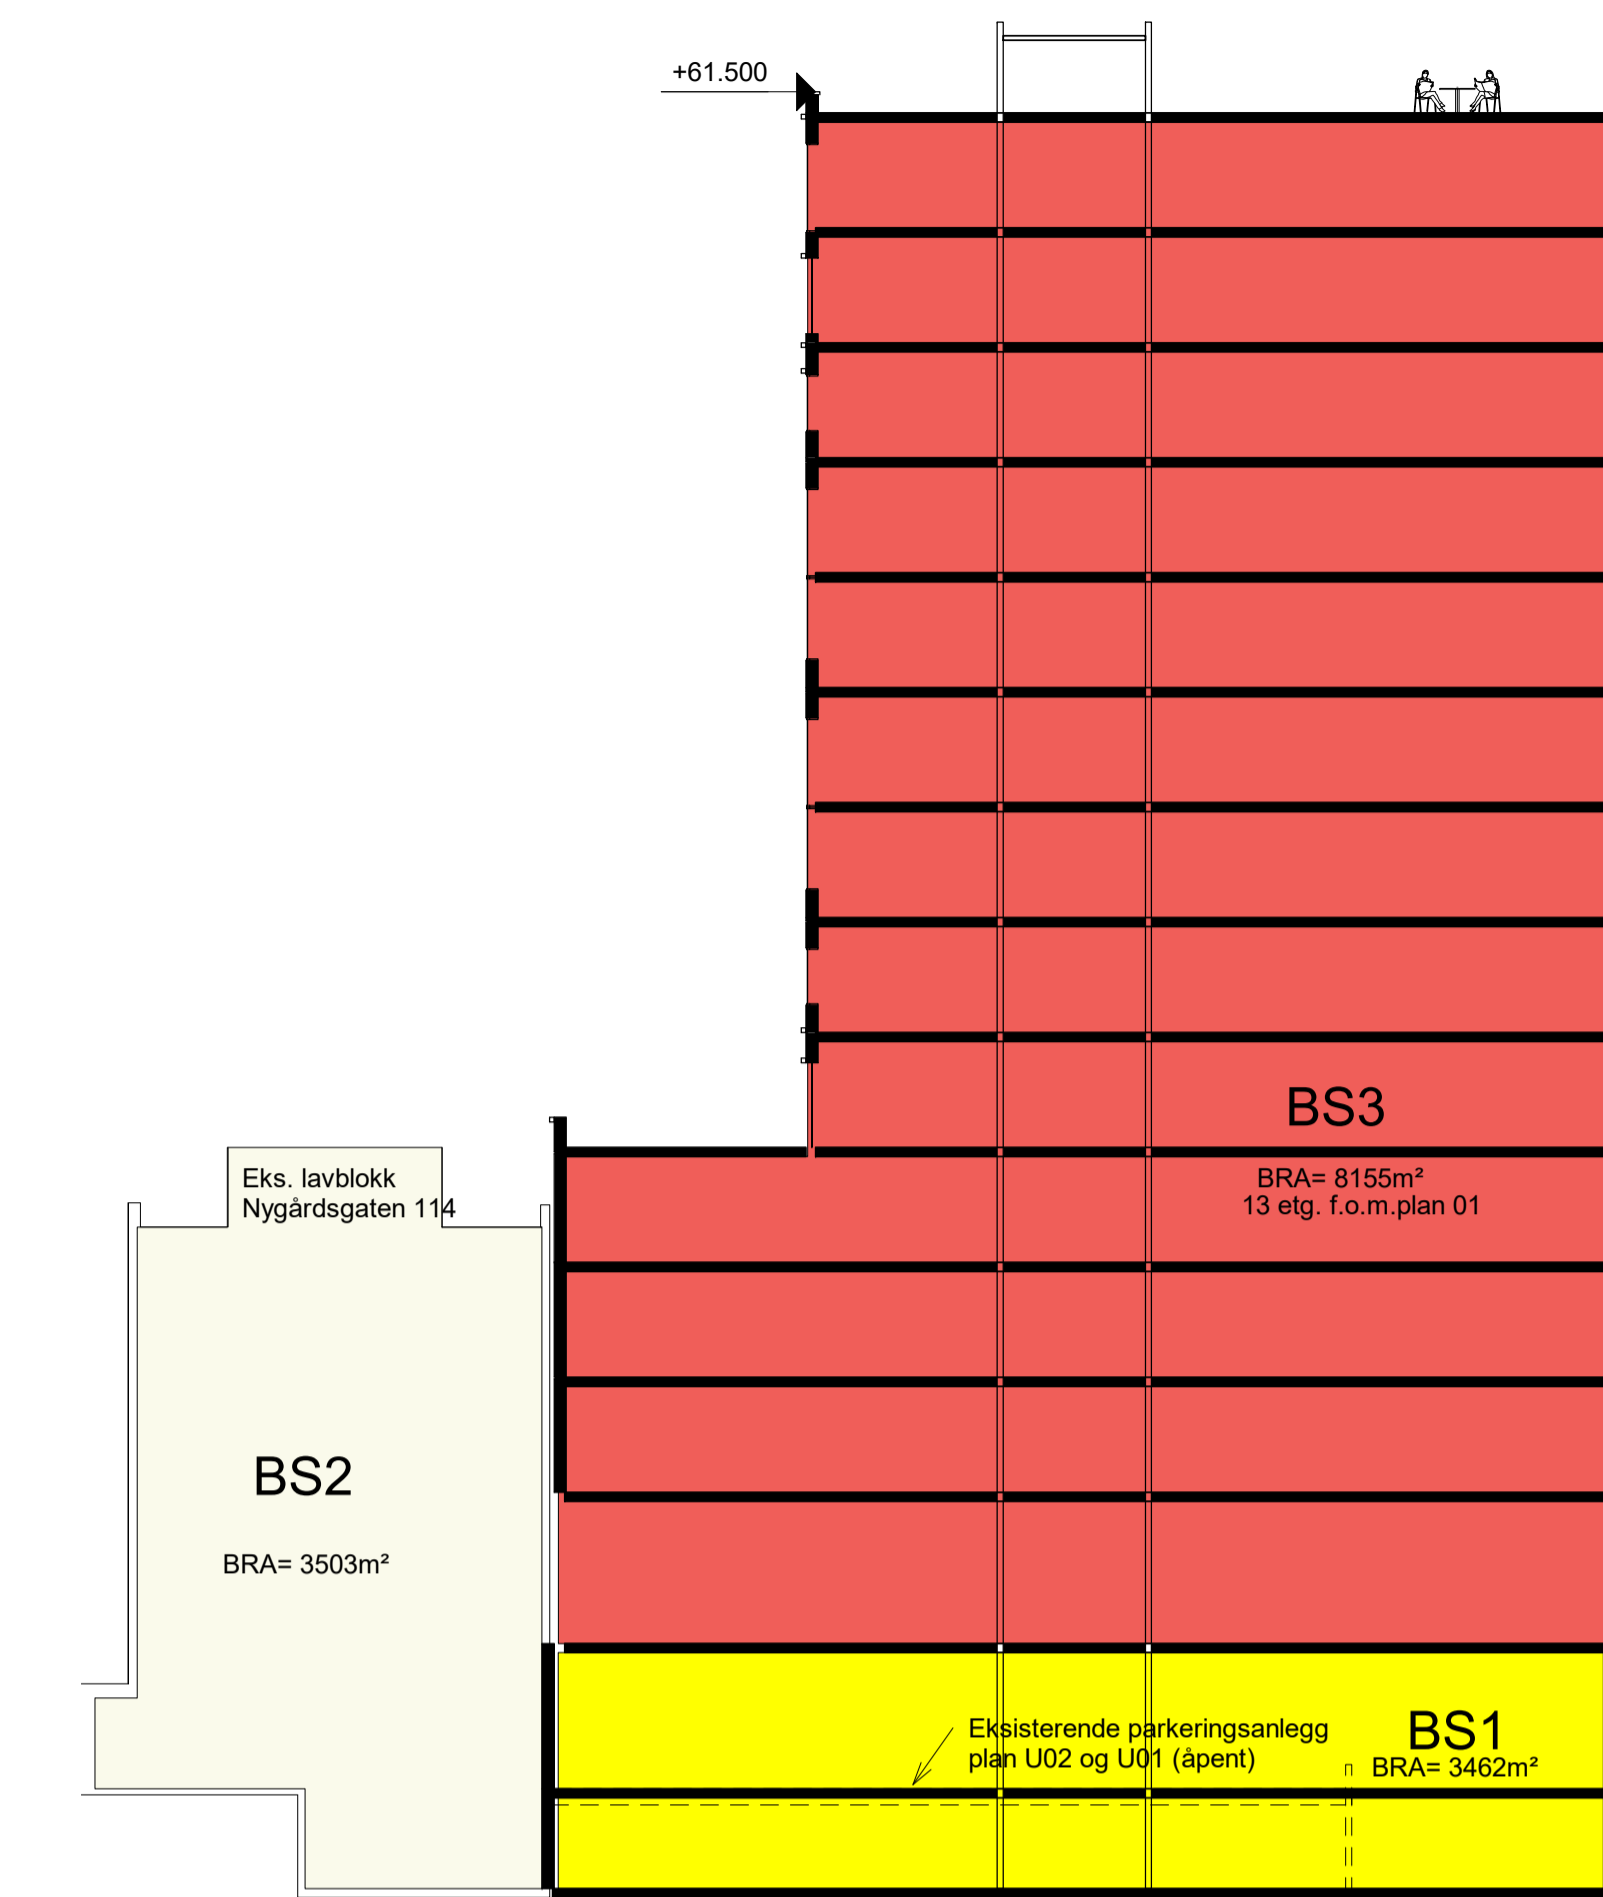 +61.500
BS3
BRA= 8155m²
13 etg. f.o.m.plan 01
Eks. lavblokk
Nygårdsgaten 114
BS2
BRA= 3503m²
Eksisterende parkeringsanlegg
plan U02 og U01 (åpent)
BS1
BRA= 3462m²